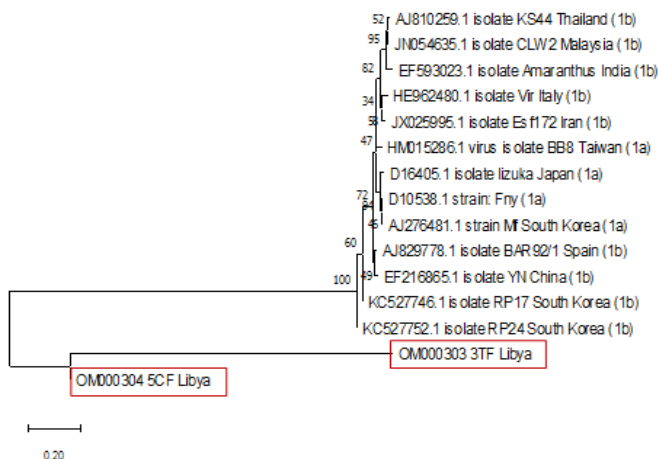 52
AJ810259.1 isolate KS44 Thailand (1b)
95
JN054635.1 isolate CLW2 Malaysia (1b)
82
EF593023.1 isolate Amaranthus India (1b)
34
HE962480.1 isolate Vir Italy (1b)
JX025995.1 isolate Esf172 Iran (1b)
47
HM015286.1 virus isolate BB8 Taiwan (1a)
D16405.1 isolate Iizuka Japan (1a)
72
D10538.1 strain: Fny (1a)
AJ276481.1 strain Mf South Korea (1a)
60
AJ829778.1 isolate BAR92/1 Spain (1b)
100
49
EF216865.1 isolate YN China (1b)
KC527746.1 isolate RP17 South Korea (1b)
KC527752.1 isolate RP24 South Korea (1b)
OM000303 3TF Libya
OM000304 5CF Libya
0.20